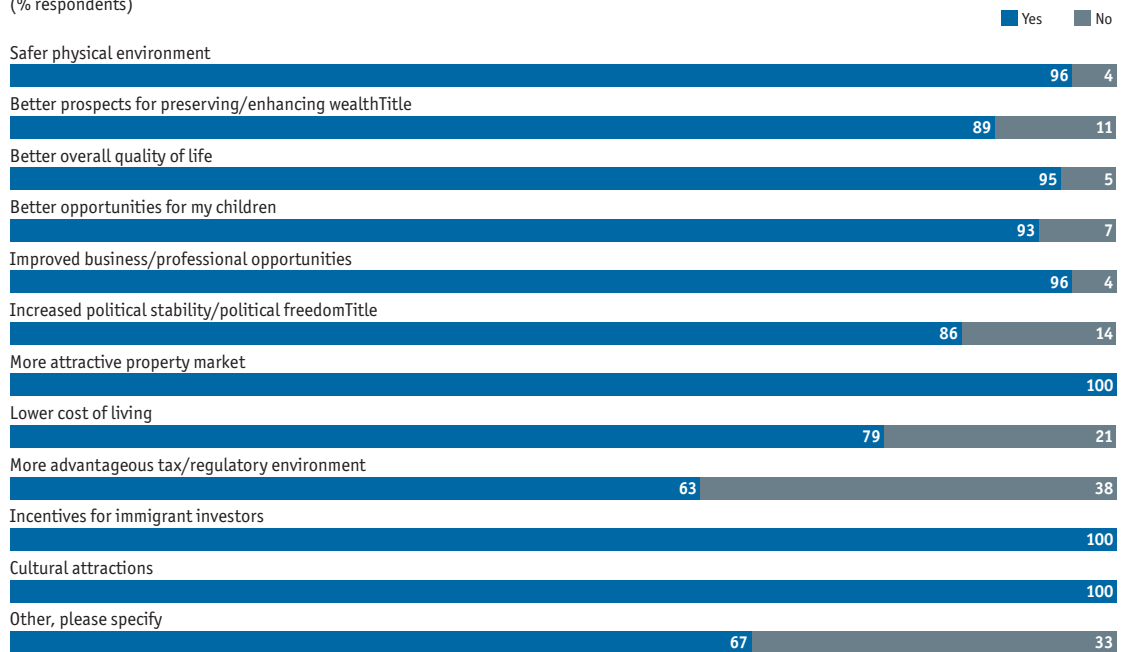 (% respondents)
Yes No
Safer physical environment
96 4
Better prospects for preserving/enhancing wealthTitle
89 11
Better overall quality of life
95 5
Better opportunities for my children
93 7
Improved business/professional opportunities
96 4
Increased political stability/political freedomTitle
86 14
More attractive property market
100
Lower cost of living
79 21
More advantageous tax/regulatory environment
63 38
Incentives for immigrant investors
100
Cultural attractions
100
Other, please specify
67 33